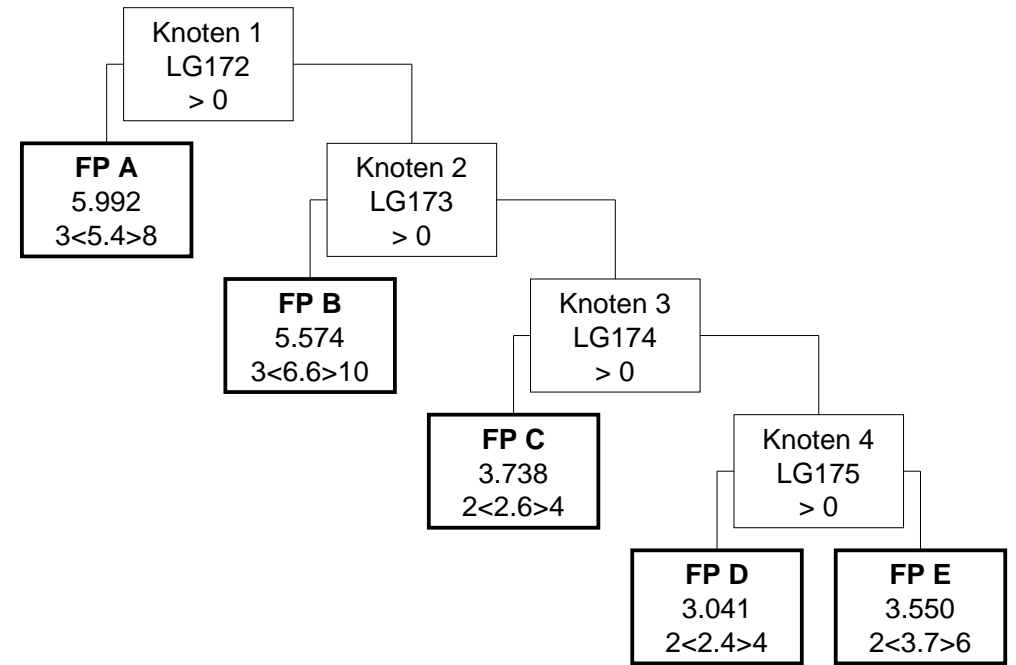 Knoten 1
LG172
> 0
FP A
5.992
3<5.4>8
Knoten 2
LG173
> 0
FP B
5.574
3<6.6>10
Knoten 3
LG174
> 0
FP C
3.738
2<2.6>4
Knoten 4
LG175
> 0
FP D
3.041
2<2.4>4
FP E
3.550
2<3.7>6